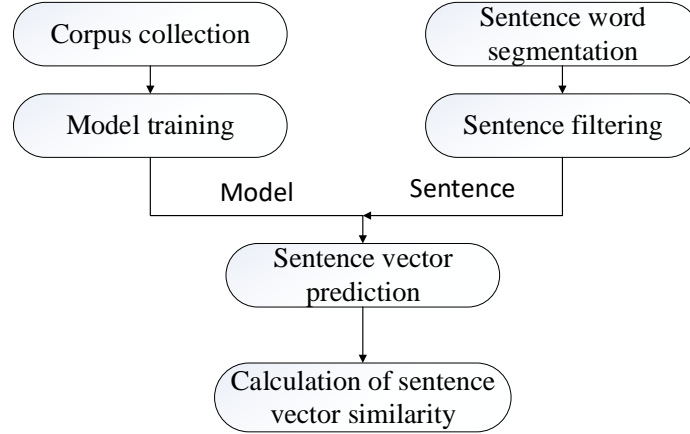 Corpus collection
Sentence word
segmentation
Model training
Sentence filtering
Model
Sentence
Sentence vector
prediction
Calculation of sentence
vector similarity